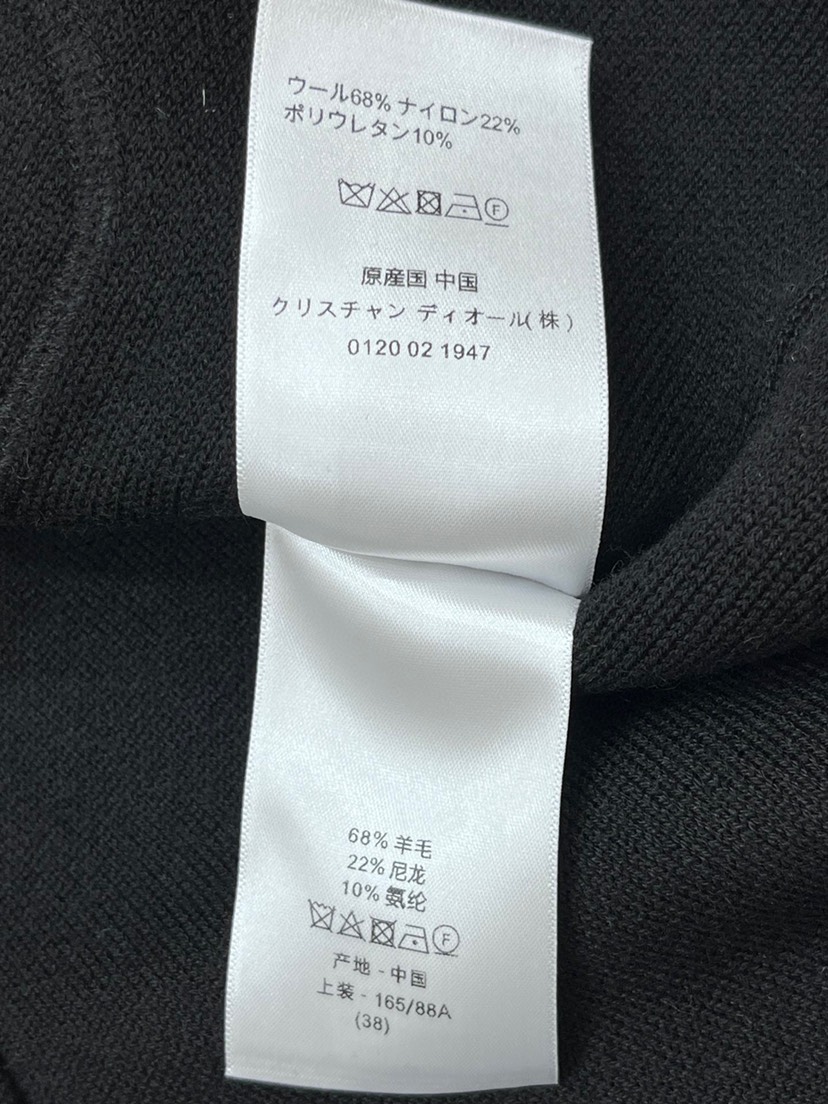 ウール68% ナイロン22%
ポリウレタン10%
F
原産国 中国
クリスチャン ディオール(株)
0120 02 1947
68% 羊毛
22% 尼龙
10% 氨纶
F
产地 - 中国
上装 - 165/88A
(38)